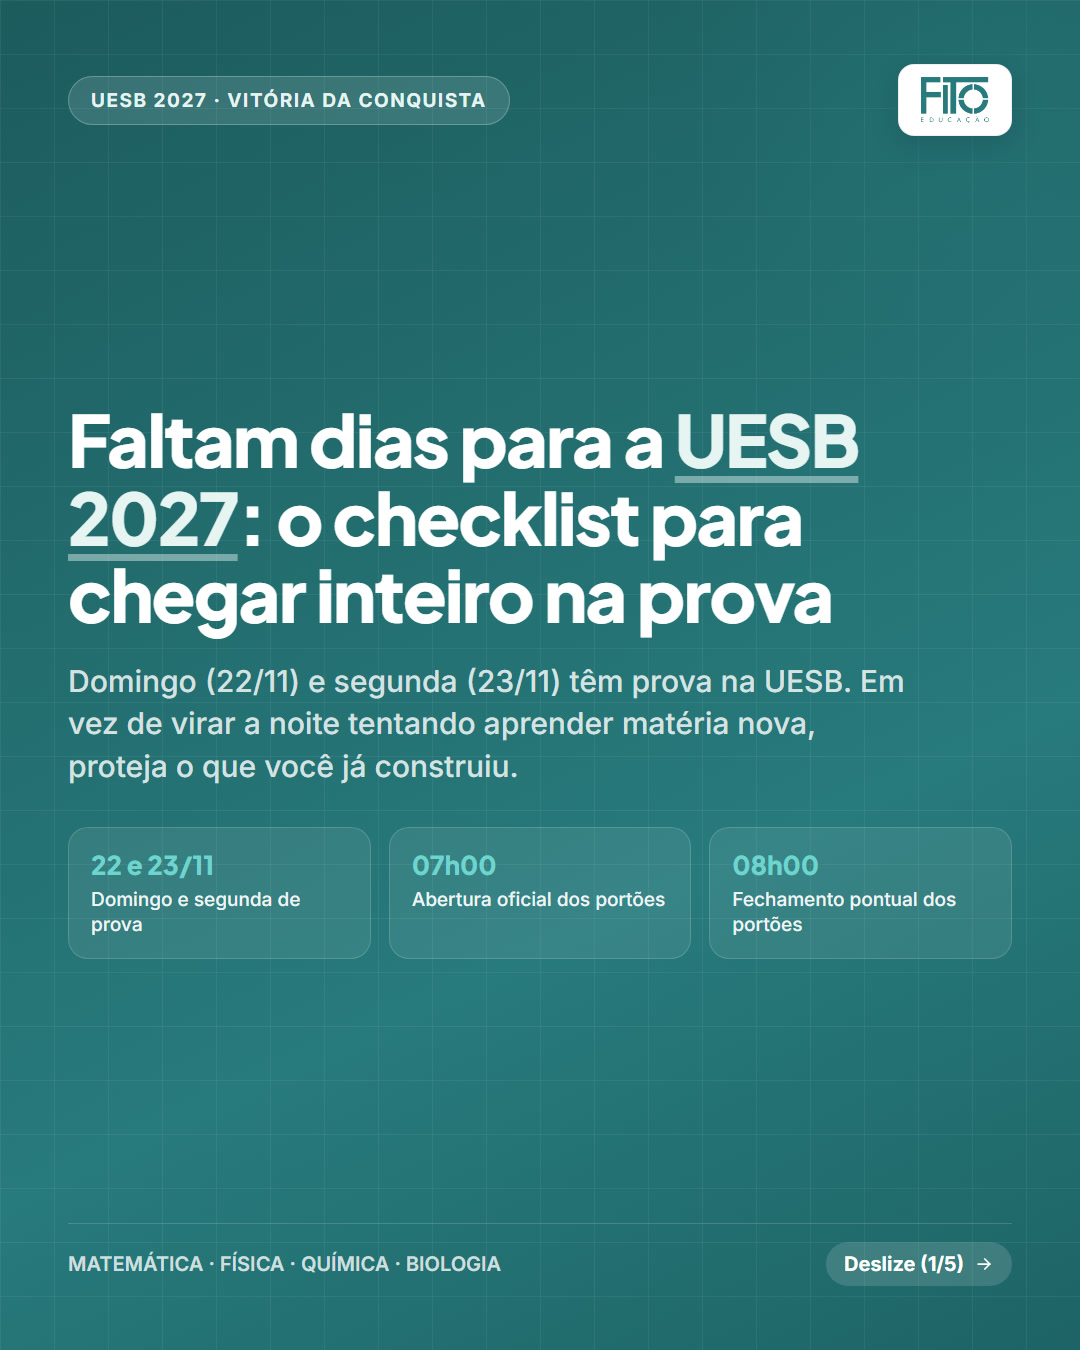 UESB 2027 · VITÓRIA DA CONQUISTA
FITO
EDUCAÇÃO
Faltam dias para a UESB
2027: o checklist para
chegar inteiro na prova
Domingo (22/11) e segunda (23/11) têm prova na UESB. Em
vez de virar a noite tentando aprender matéria nova,
proteja o que você já construiu.
22 e 23/11
Domingo e segunda de
prova
07h00
Abertura oficial dos portões
08h00
Fechamento pontual dos
portões
MATEMÁTICA · FÍSICA · QUÍMICA · BIOLOGIA
Deslize (1/5) →